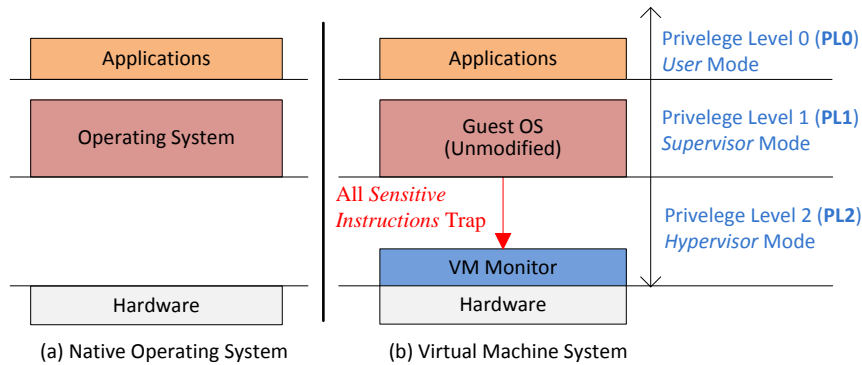 Applications
Operating System
Hardware
(a) Native Operating System
Applications
Guest OS
(Unmodified)
All Sensitive
Instructions Trap
VM Monitor
Hardware
(b) Virtual Machine System
Privelege Level 0 (PL0)
User Mode
Privelege Level 1 (PL1)
Supervisor Mode
Privelege Level 2 (PL2)
Hypervisor Mode